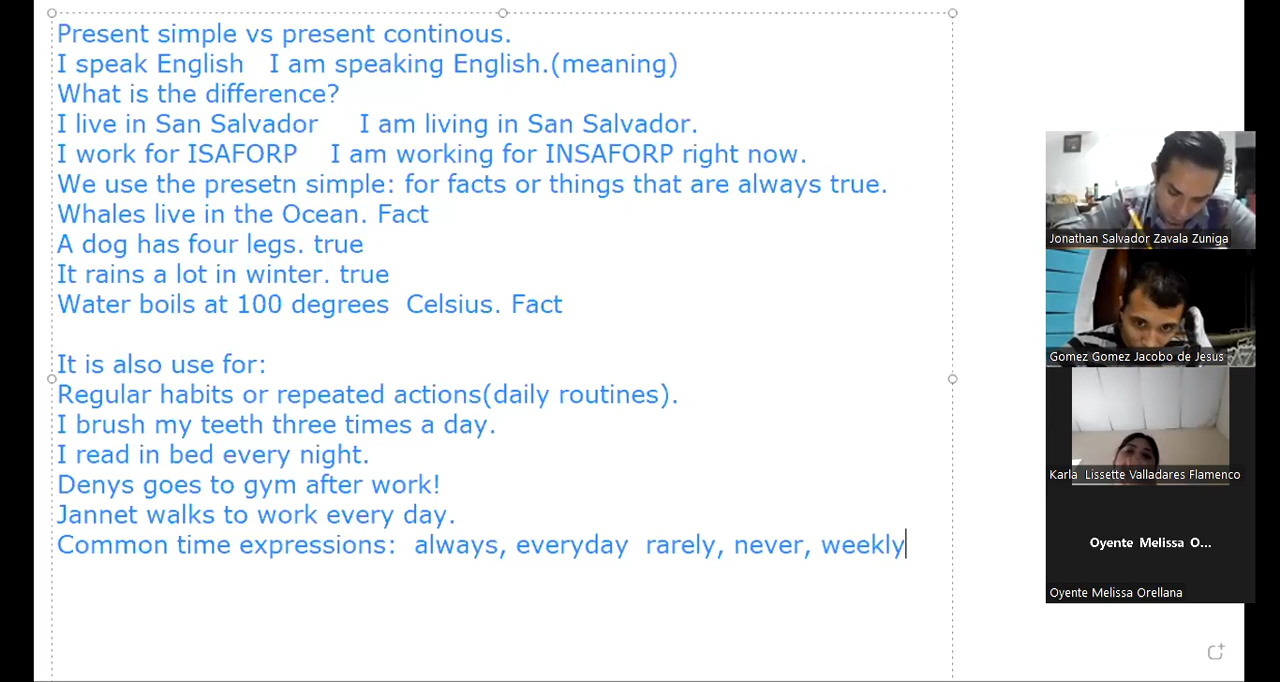 Present simple vs present continous.
I speak English   I am speaking English.(meaning)
What is the difference?
I live in San Salvador     I am living in San Salvador.
I work for ISAFORP    I am working for INSAFORP right now.
We use the presetn simple: for facts or things that are always true.
Whales live in the Ocean. Fact
A dog has four legs. true
It rains a lot in winter. true
Water boils at 100 degrees  Celsius. Fact
It is also use for:
Regular habits or repeated actions(daily routines).
I brush my teeth three times a day.
I read in bed every night.
Denys goes to gym after work!
Jannet walks to work every day.
Common time expressions:  always, everyday  rarely, never, weekly
Jonathan Salvador Zavala Zuniga
Gomez Gomez Jacobo de Jesus
Karla  Lissette Valladares Flamenco
Oyente Melissa O...
Oyente Melissa Orellana